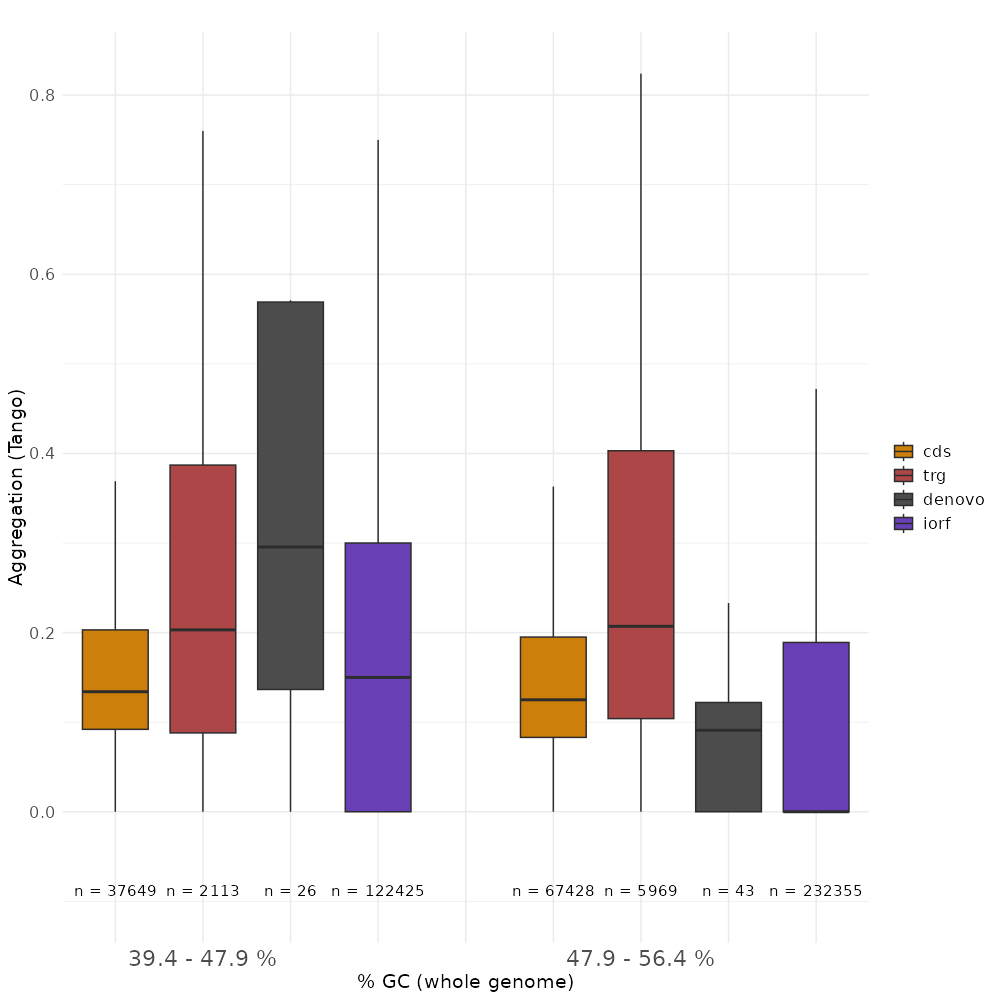 Aggregation (Tango)
0.8
0.6
0.4
0.2
0.0
n = 37649 n = 2113 n = 26 n = 122425 n = 67428 n = 5969 n = 43 n = 232355
39.4 - 47.9 % 47.9 - 56.4 %
% GC (whole genome)
cds
trg
denovo
iorf